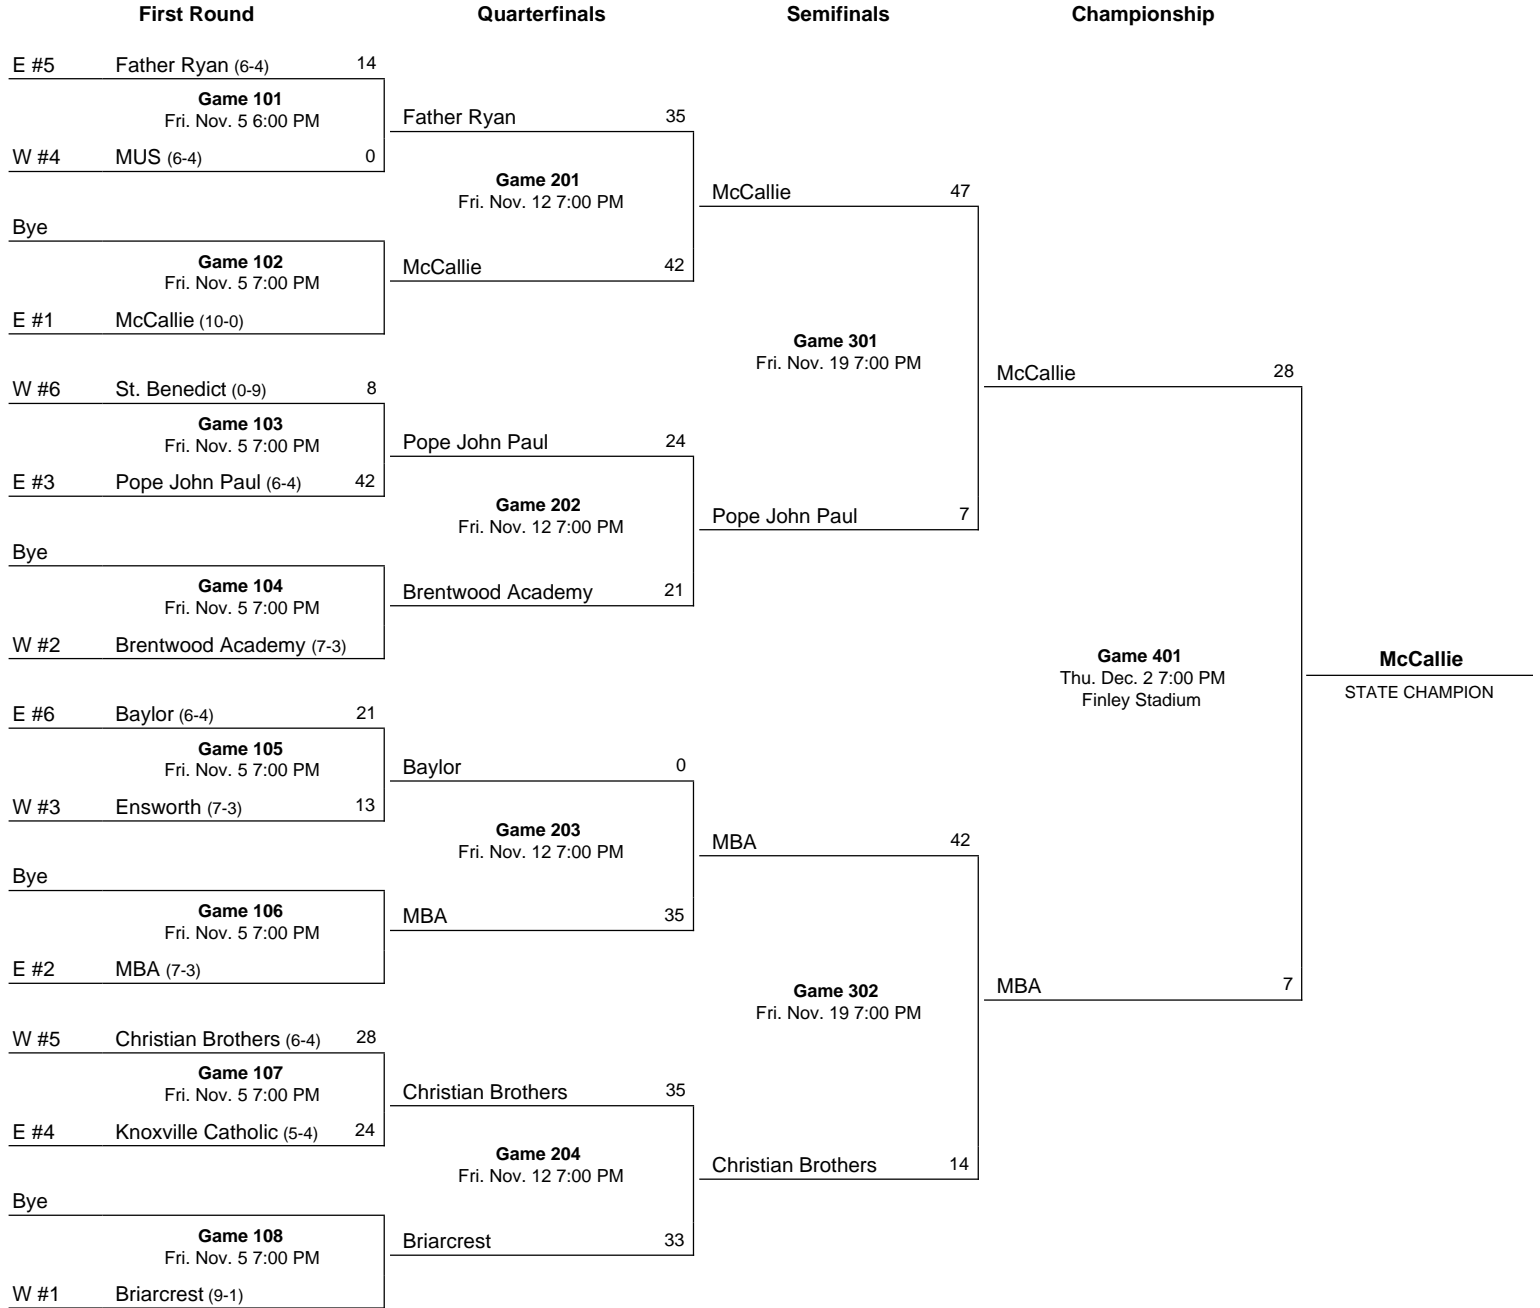 First Round Quarterfinals Semifinals Championship
E #5 Father Ryan (6-4) 14
Game 101
Fri. Nov. 5 6:00 PM
W #4 MUS (6-4) 0
Bye
Game 102
Fri. Nov. 5 7:00 PM
E #1 McCallie (10-0)
W #6 St. Benedict (0-9) 8
Game 103
Fri. Nov. 5 7:00 PM
E #3 Pope John Paul (6-4) 42
Bye
Game 104
Fri. Nov. 5 7:00 PM
W #2 Brentwood Academy (7-3)
E #6 Baylor (6-4) 21
Game 105
Fri. Nov. 5 7:00 PM
W #3 Ensworth (7-3) 13
Bye
Game 106
Fri. Nov. 5 7:00 PM
E #2 MBA (7-3)
W #5 Christian Brothers (6-4) 28
Game 107
Fri. Nov. 5 7:00 PM
E #4 Knoxville Catholic (5-4) 24
Bye
Game 108
Fri. Nov. 5 7:00 PM
W #1 Briarcrest (9-1)
Father Ryan 35
Game 201
Fri. Nov. 12 7:00 PM
McCallie 42
Pope John Paul 24
Game 202
Fri. Nov. 12 7:00 PM
Brentwood Academy 21
Baylor 0
Game 203
Fri. Nov. 12 7:00 PM
MBA 35
Christian Brothers 35
Game 204
Fri. Nov. 12 7:00 PM
Briarcrest 33
McCallie 47
Game 301
Fri. Nov. 19 7:00 PM
Pope John Paul 7
MBA 42
Game 302
Fri. Nov. 19 7:00 PM
Christian Brothers 14
McCallie 28
Game 401
Thu. Dec. 2 7:00 PM
Finley Stadium
MBA 7
McCallie
STATE CHAMPION